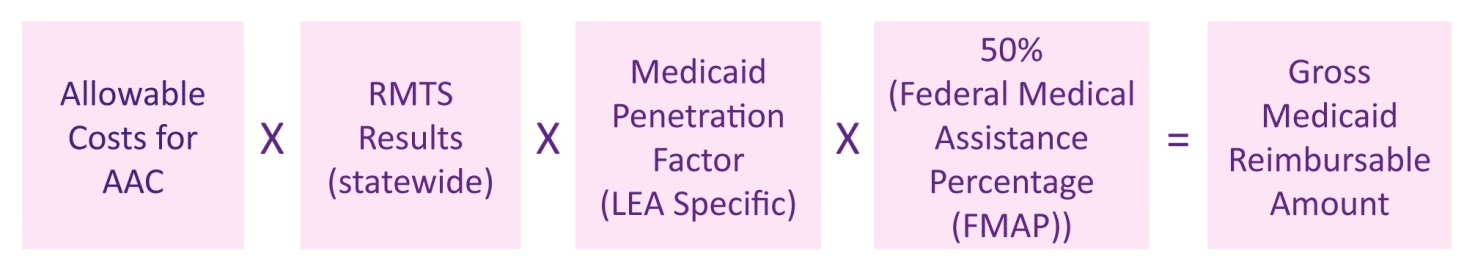 Allowable
Costs for
AAC
X
RMTS
Results
(statewide)
X
Medicaid
Penetration
Factor
(LEA Specific)
X
50%
(Federal Medical
Assistance
Percentage
(FMAP))
=
Gross
Medicaid
Reimbursable
Amount